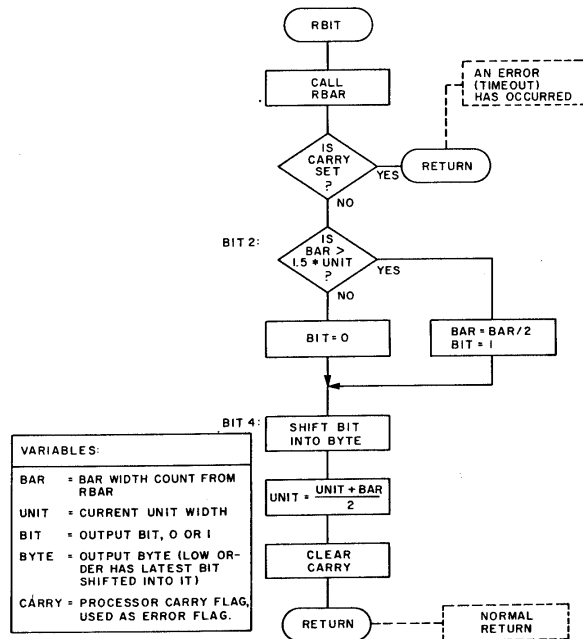 RBIT
CALL
RBAR
AN ERROR
(TIMEOUT)
HAS OCCURRED
IS
CARRY
SET
?
YES
RETURN
NO
BIT 2:
IS
BAR >
1.5 * UNIT
?
YES
NO
BIT=0
BAR = BAR/2
BIT = 1
BIT 4:
SHIFT BIT
INTO BYTE
UNIT = UNIT + BAR
2
CLEAR
CARRY
RETURN
NORMAL
RETURN
VARIABLES:
BAR = BAR WIDTH COUNT FROM
RBAR
UNIT = CURRENT UNIT WIDTH
BIT = OUTPUT BIT, 0 OR 1
BYTE = OUTPUT BYTE (LOW OR-
DER HAS LATEST BIT
SHIFTED INTO IT)
CARRY = PROCESSOR CARRY FLAG,
USED AS ERROR FLAG.